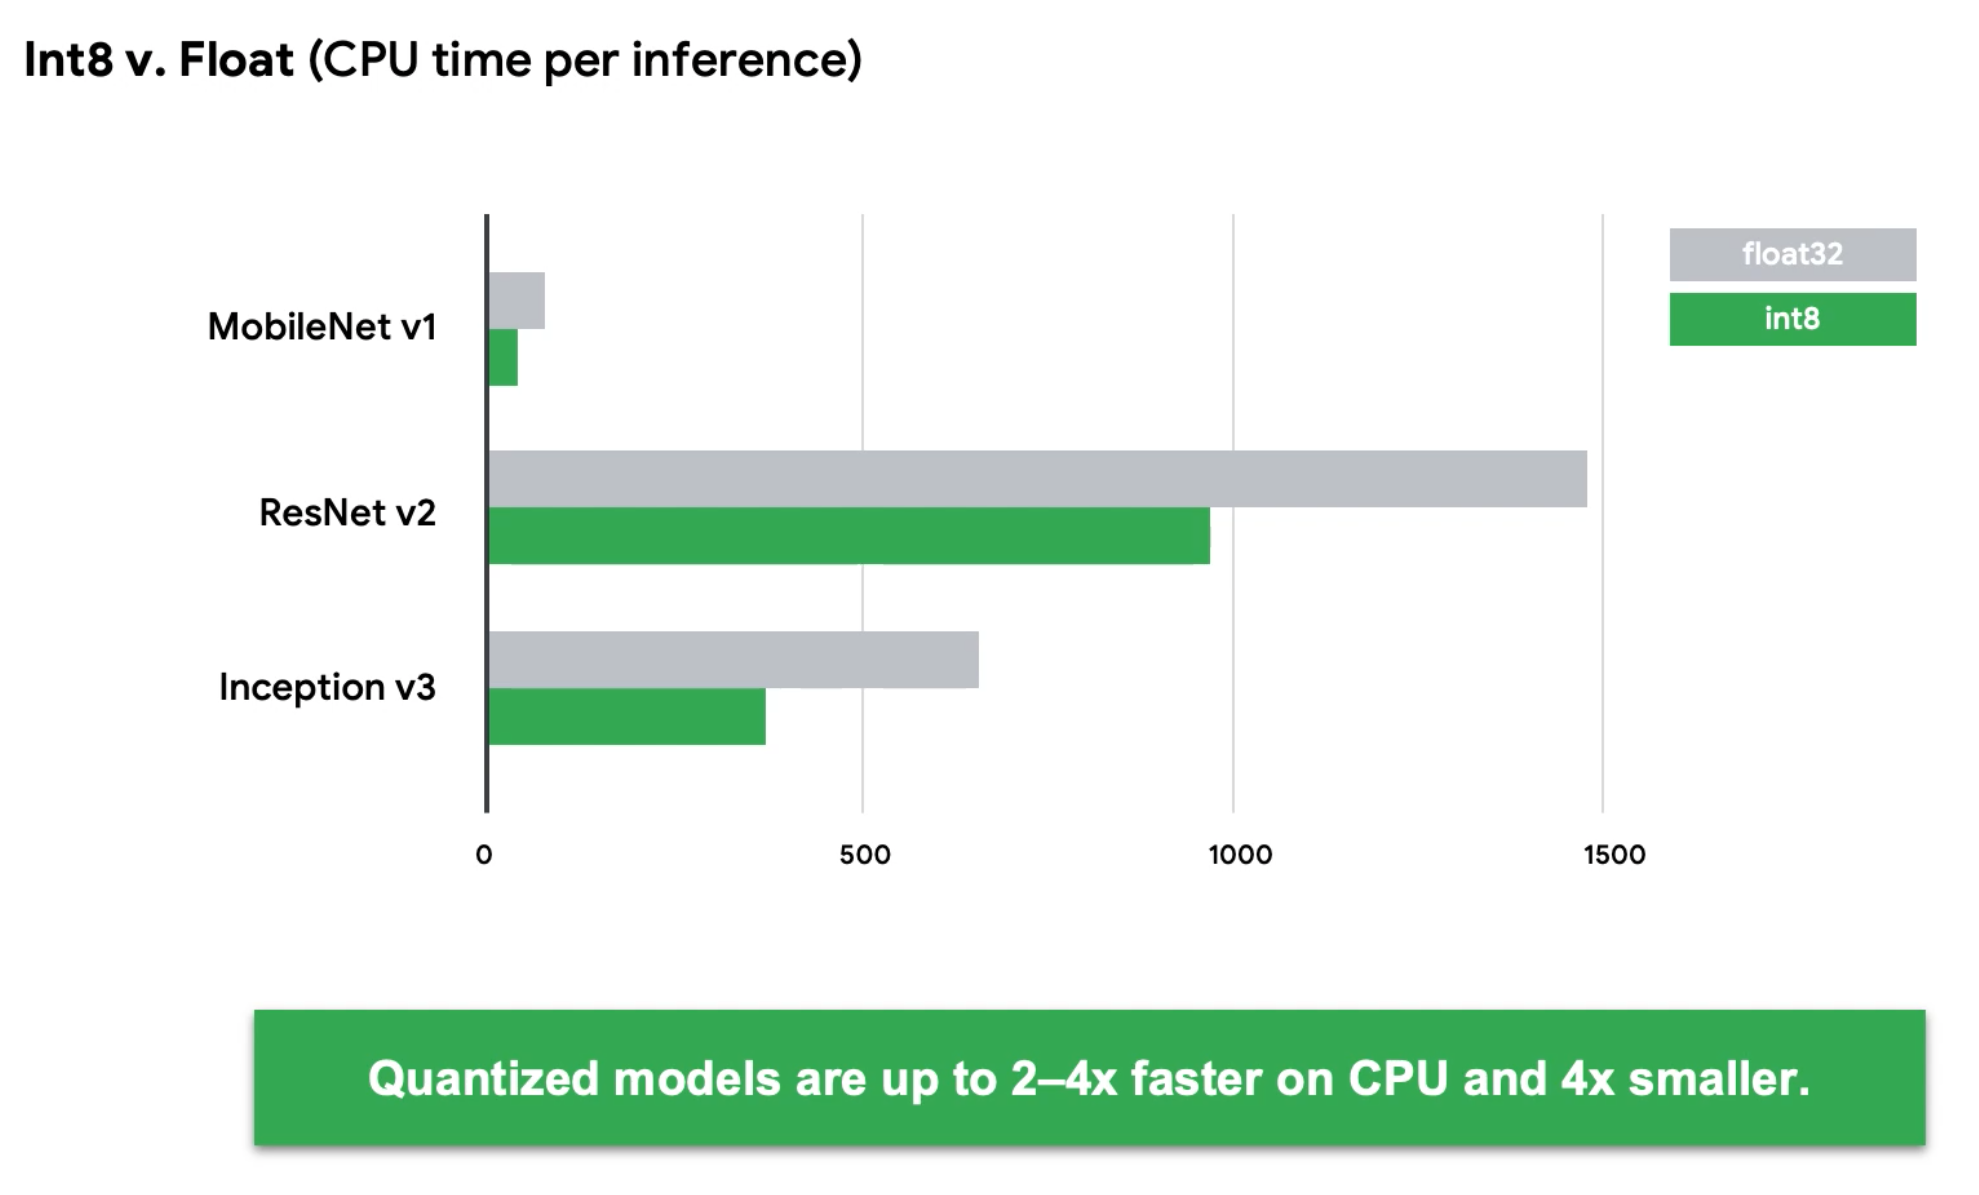 Int8 v. Float (CPU time per inference)
float32
int8
MobileNet v1
ResNet v2
Inception v3
0 500 1000 1500
Quantized models are up to 2–4x faster on CPU and 4x smaller.